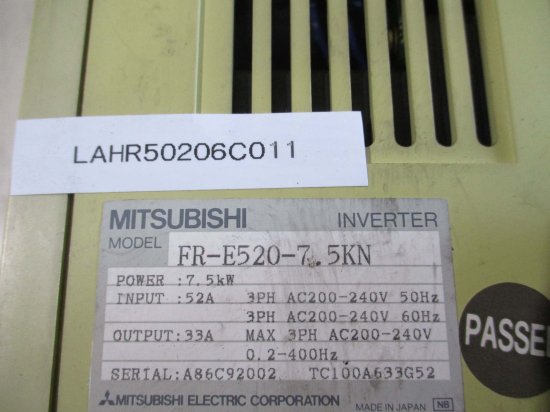 LAHR50206C011
MITSUBISHI INVERTER
MODEL FR-E520-7.5KN
POWER :7.5kW
INPUT :52A 3PH AC200-240V 50Hz
3PH AC200-240V 60Hz
OUTPUT:33A MAX 3PH AC200-240V
0.2-400Hz
SERIAL:A86C92002 TC100A633G52
MITSUBISHI ELECTRIC CORPORATION MADE IN JAPAN NB
PASSE